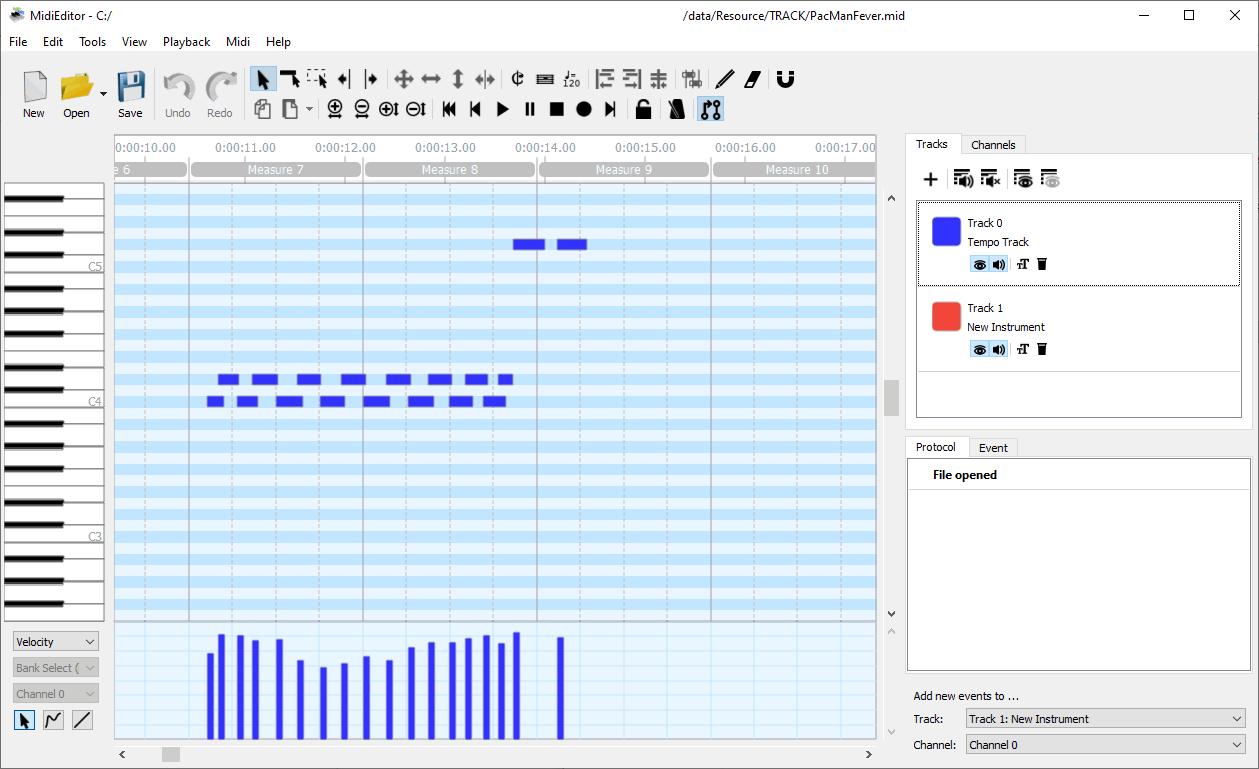 MidiEditor - C:/ /data/Resource/TRACK/PacManFever.mid
File Edit Tools View Playback Midi Help
New Open Save Undo Redo
120
0:00:10.00 0:00:11.00 0:00:12.00 0:00:13.00 0:00:14.00 0:00:15.00 0:00:16.00 0:00:17.00
e 6 Measure 7 Measure 8 Measure 9 Measure 10
C5
C4
C3
Velocity
Bank Select (
Channel 0
Tracks Channels
Track 0
Tempo Track
Track 1
New Instrument
Protocol Event
File opened
Add new events to ...
Track: Track 1: New Instrument
Channel: Channel 0